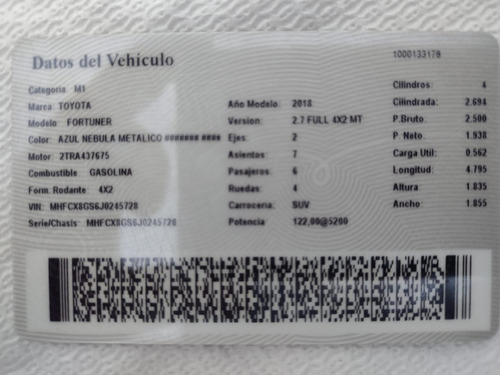 Datos del Vehículo
1000133178
Categoria M1
Marca: TOYOTA
Modelo FORTUNER
Color: AZUL NEBULA METALICO ####### ####
Motor: 2TRA437675
Combustible GASOLINA
Form. Rodante 4X2
VIN: MHFCX8GS6J0245728
Serie/Chasis: MHFCX8GS6J0245728
Año Modelo 2018
Version: 2.7 FULL 4X2 MT
Ejes: 2
Asientos 7
Pasajeros 6
Ruedas: 4
Carroceria: SUV
Potencia 122,00@5200
Cilindros: 4
Cilindrada: 2.694
P.Bruto: 2.500
P. Neto: 1.938
Carga Util: 0.562
Longitud: 4.795
Altura: 1.835
Ancho: 1.855